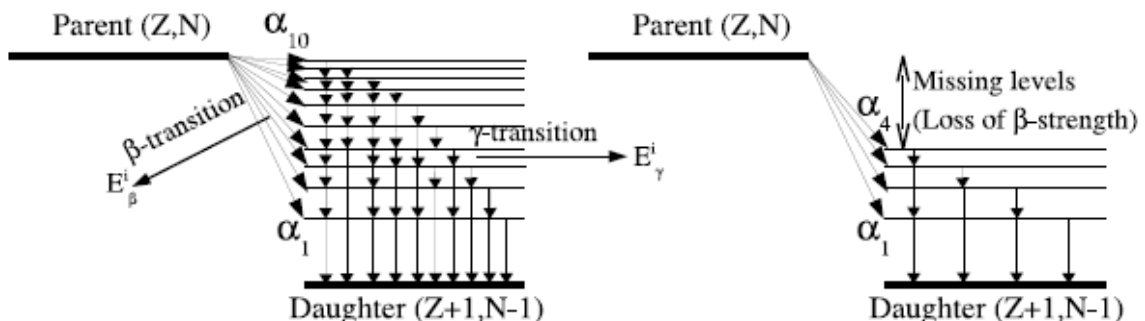 Parent (Z,N)
α₁₀
β-transition
E^i_β
γ-transition
E^i_γ
α₁
Daughter (Z+1,N-1)
Parent (Z,N)
Missing levels
(Loss of β-strength)
α₄
α₁
Daughter (Z+1,N-1)